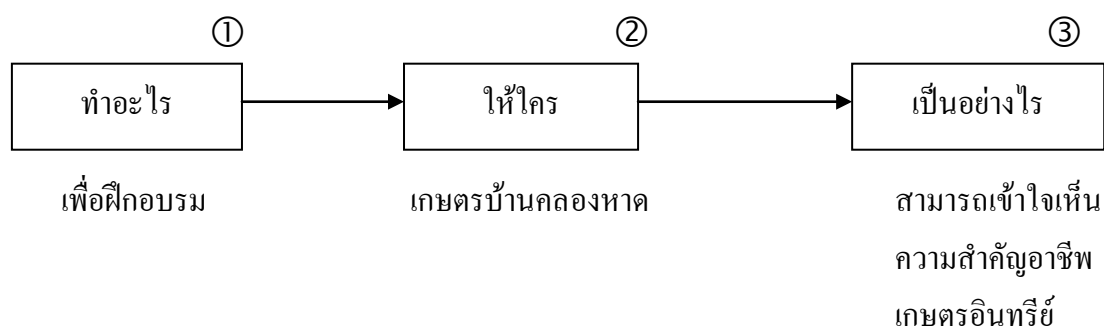 ① ② ③
ทำอะไร ให้ใคร เป็นอย่างไร
เพื่อฝึกอบรม เกษตรบ้านคลองหาด สามารถเข้าใจเห็น
ความสำคัญอาชีพ
เกษตรอินทรีย์